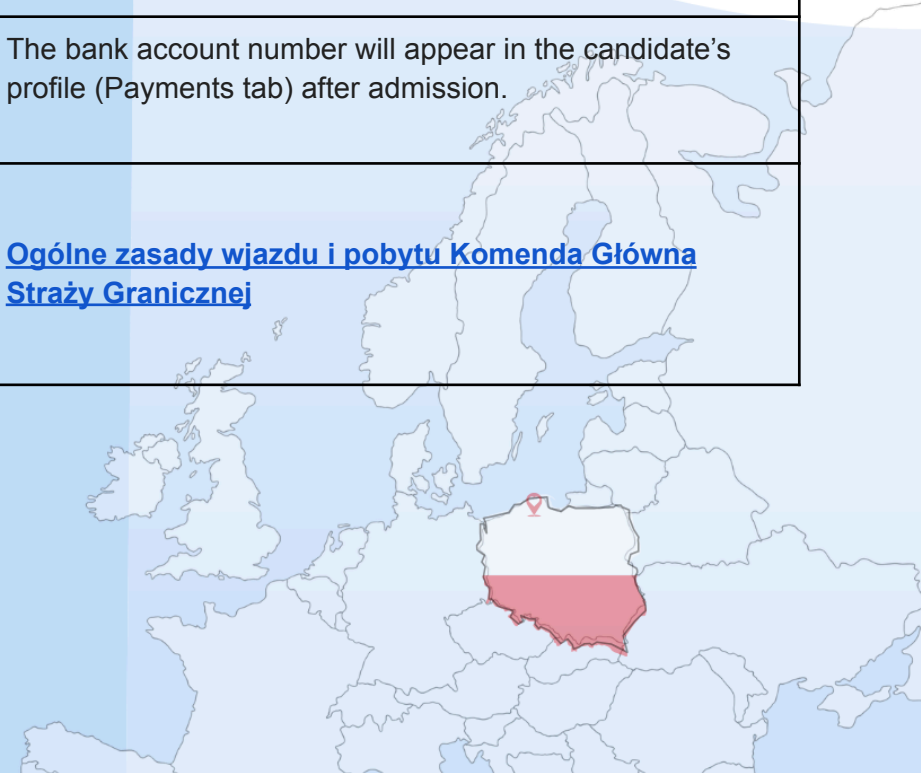 The bank account number will appear in the candidate’s
profile (Payments tab) after admission.
Ogólne zasady wjazdu i pobytu Komenda Główna
Straży Granicznej